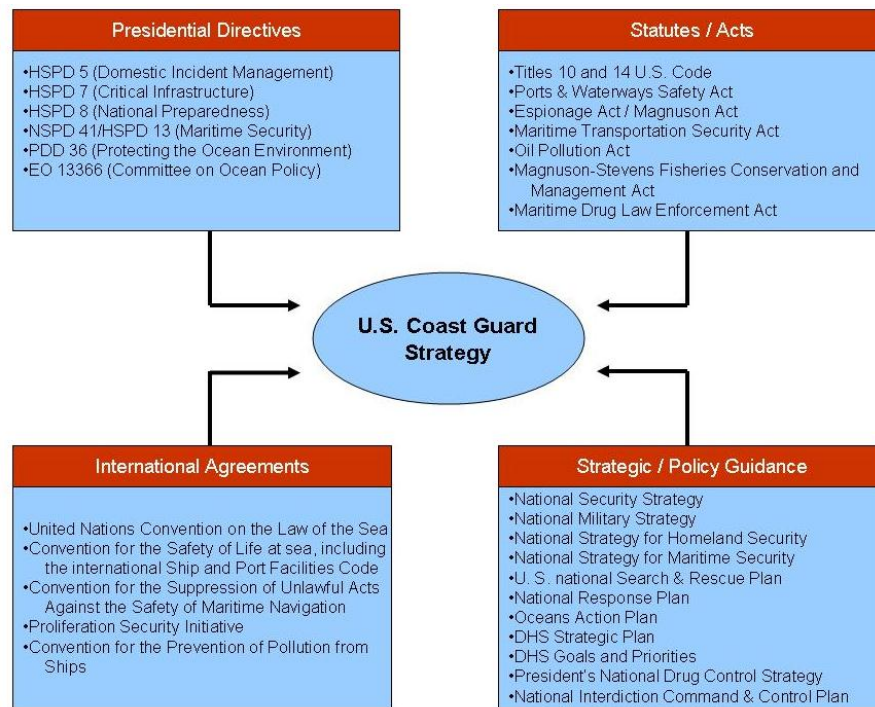 Presidential Directives
•HSPD 5 (Domestic Incident Management)
•HSPD 7 (Critical Infrastructure)
•HSPD 8 (National Preparedness)
•NSPD 41/HSPD 13 (Maritime Security)
•PDD 36 (Protecting the Ocean Environment)
•EO 13366 (Committee on Ocean Policy)
Statutes / Acts
•Titles 10 and 14 U.S. Code
•Ports & Waterways Safety Act
•Espionage Act / Magnuson Act
•Maritime Transportation Security Act
•Oil Pollution Act
•Magnuson-Stevens Fisheries Conservation and
Management Act
•Maritime Drug Law Enforcement Act
U.S. Coast Guard
Strategy
International Agreements
•United Nations Convention on the Law of the Sea
•Convention for the Safety of Life at sea, including
the international Ship and Port Facilities Code
•Convention for the Suppression of Unlawful Acts
Against the Safety of Maritime Navigation
•Proliferation Security Initiative
•Convention for the Prevention of Pollution from
Ships
Strategic / Policy Guidance
•National Security Strategy
•National Military Strategy
•National Strategy for Homeland Security
•National Strategy for Maritime Security
•U. S. national Search & Rescue Plan
•National Response Plan
•Oceans Action Plan
•DHS Strategic Plan
•DHS Goals and Priorities
•President's National Drug Control Strategy
•National Interdiction Command & Control Plan